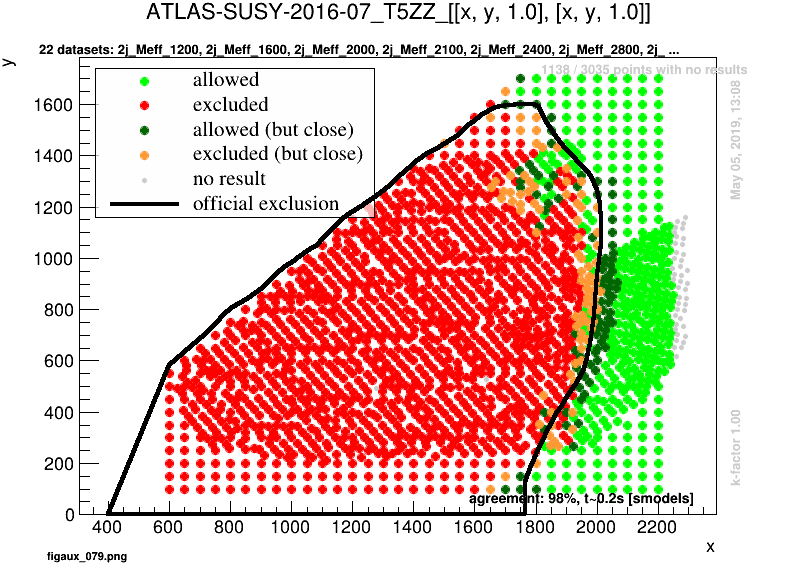 ATLAS-SUSY-2016-07_T5ZZ_[[x, y, 1.0], [x, y, 1.0]]
22 datasets: 2j_Meff_1200, 2j_Meff_1600, 2j_Meff_2000, 2j_Meff_2100, 2j_Meff_2400, 2j_Meff_2800, 2j_ ...
1138 / 3035 points with no results
y
allowed
excluded
allowed (but close)
excluded (but close)
no result
official exclusion
May 05, 2019, 13:08
k-factor 1.00
1600
1400
1200
1000
800
600
400
200
0
agreement: 98%, t~0.2s [smodels]
400 600 800 1000 1200 1400 1600 1800 2000 2200
x
figaux_079.png